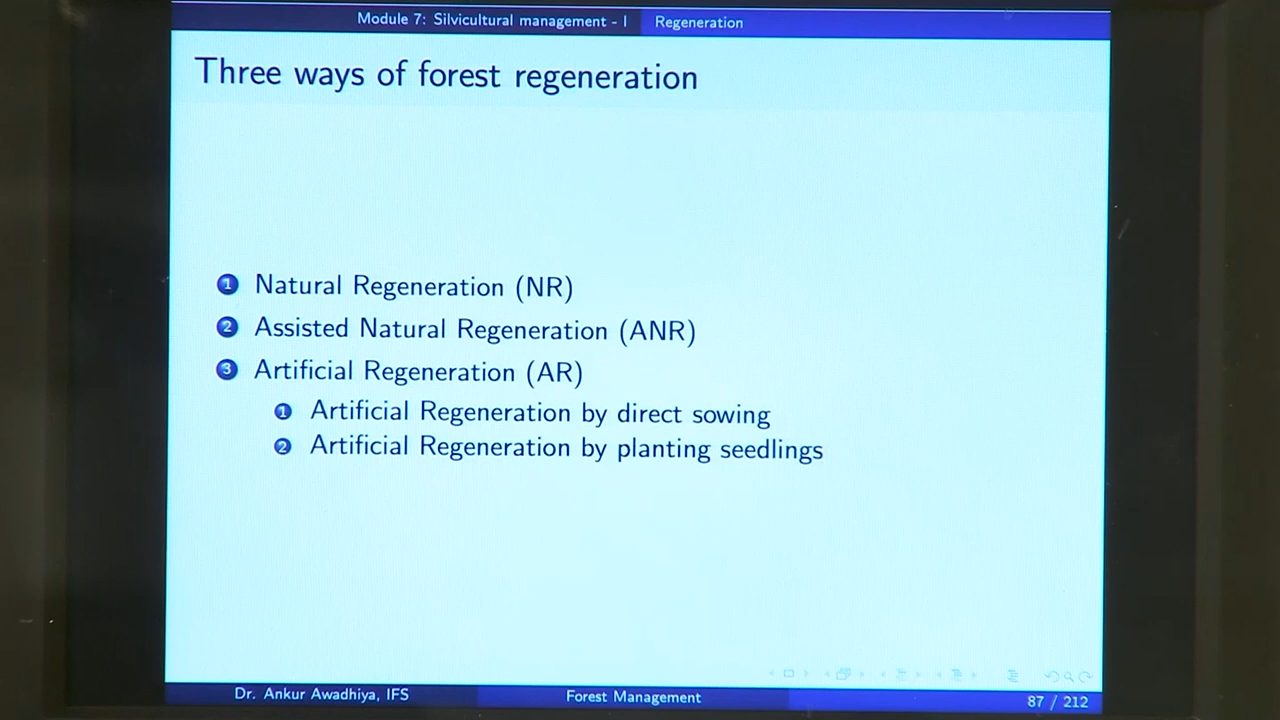 Module 7: Silvicultural management - I Regeneration
Three ways of forest regeneration
1 Natural Regeneration (NR)
2 Assisted Natural Regeneration (ANR)
3 Artificial Regeneration (AR)
1 Artificial Regeneration by direct sowing
2 Artificial Regeneration by planting seedlings
Dr. Ankur Awadhiya, IFS Forest Management 87 / 212